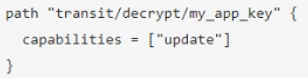 path "transit/decrypt/my_app_key" {
  capabilities = ["update"]
}